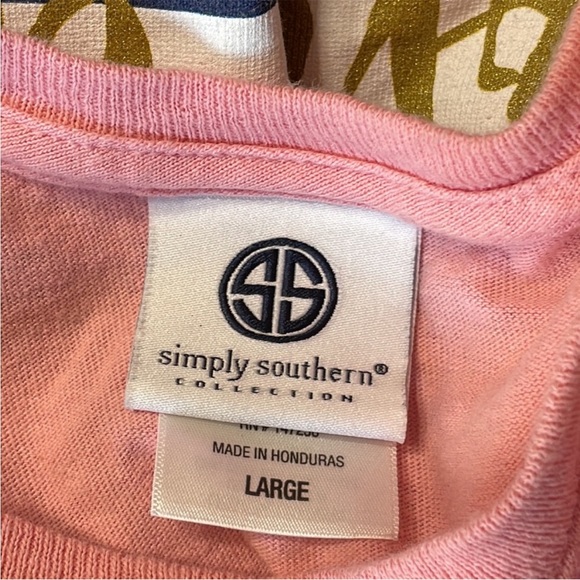 SS
simply southern®
COLLECTION
MADE IN HONDURAS
LARGE